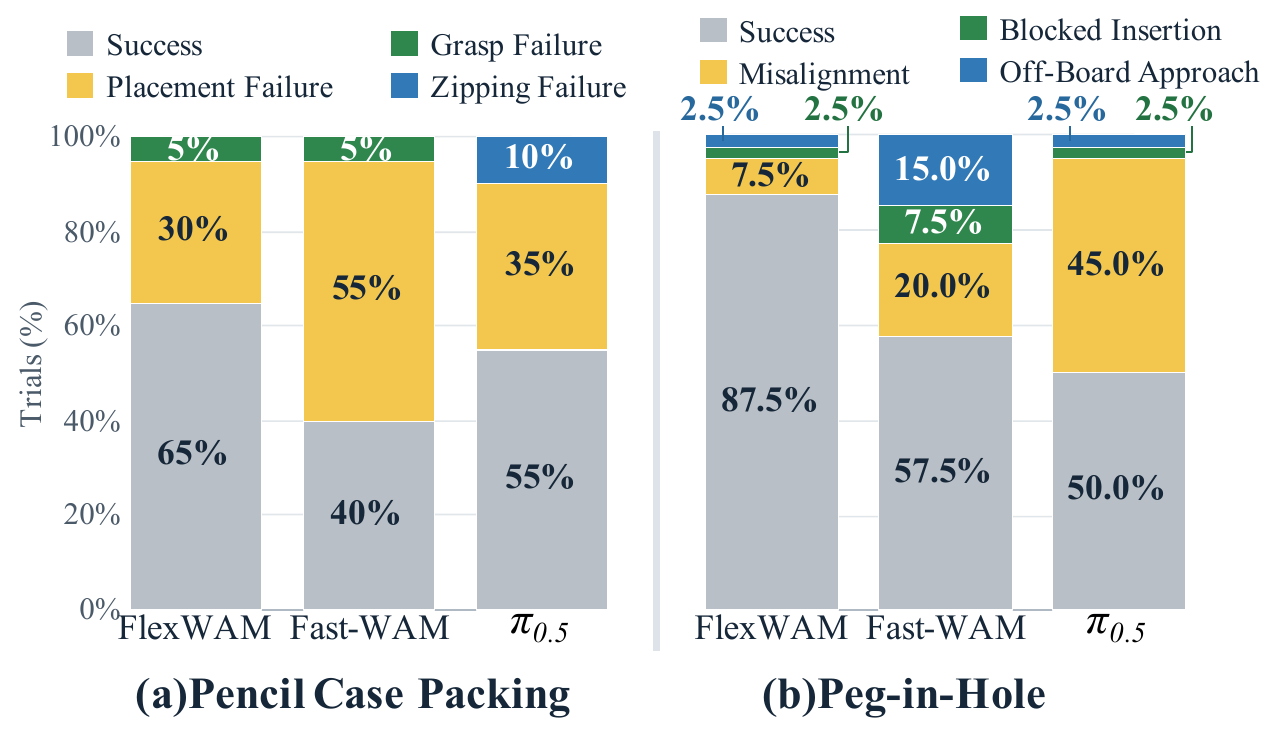 Success
Grasp Failure
Placement Failure
Zipping Failure
100%
80%
60%
40%
20%
0%
Trials (%)
5%
30%
65%
5%
55%
40%
10%
35%
55%
FlexWAM
Fast-WAM
π0.5
(a)Pencil Case Packing
Success
Blocked Insertion
Misalignment
Off-Board Approach
2.5%
2.5%
2.5%
2.5%
7.5%
87.5%
15.0%
7.5%
20.0%
57.5%
45.0%
50.0%
FlexWAM
Fast-WAM
π0.5
(b)Peg-in-Hole